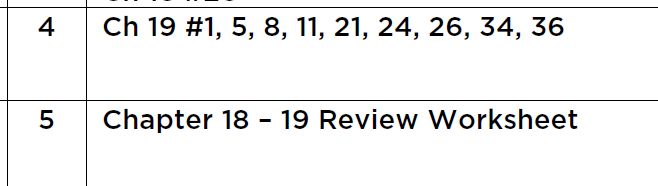 4 Ch 19 #1, 5, 8, 11, 21, 24, 26, 34, 36
5 Chapter 18 – 19 Review Worksheet